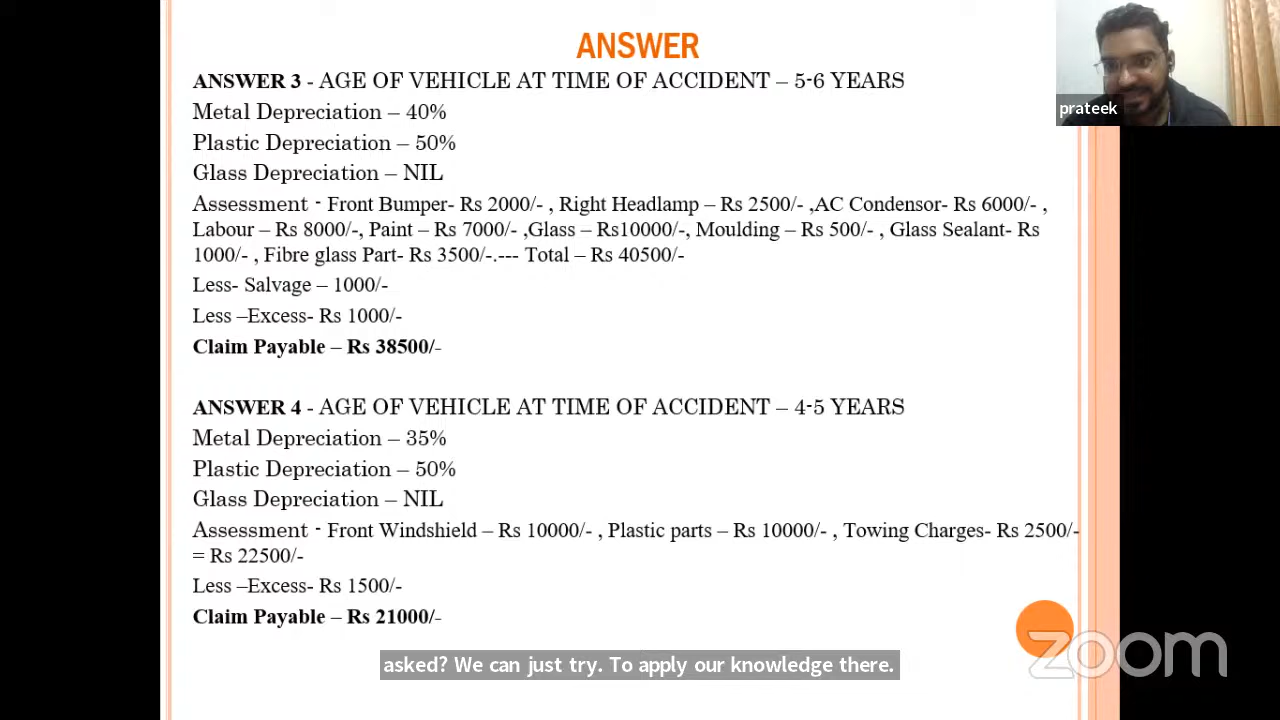 ANSWER
prateek
ANSWER 3 - AGE OF VEHICLE AT TIME OF ACCIDENT – 5-6 YEARS
Metal Depreciation – 40%
Plastic Depreciation – 50%
Glass Depreciation – NIL
Assessment - Front Bumper- Rs 2000/- , Right Headlamp – Rs 2500/- ,AC Condensor- Rs 6000/- ,
Labour – Rs 8000/-, Paint – Rs 7000/- ,Glass – Rs10000/-, Moulding – Rs 500/- , Glass Sealant- Rs
1000/- , Fibre glass Part- Rs 3500/-.--- Total – Rs 40500/-
Less- Salvage – 1000/-
Less –Excess- Rs 1000/-
Claim Payable – Rs 38500/-
ANSWER 4 - AGE OF VEHICLE AT TIME OF ACCIDENT – 4-5 YEARS
Metal Depreciation – 35%
Plastic Depreciation – 50%
Glass Depreciation – NIL
Assessment - Front Windshield – Rs 10000/- , Plastic parts – Rs 10000/- , Towing Charges- Rs 2500/-
= Rs 22500/-
Less –Excess- Rs 1500/-
Claim Payable – Rs 21000/-
zoom
asked? We can just try. To apply our knowledge there.